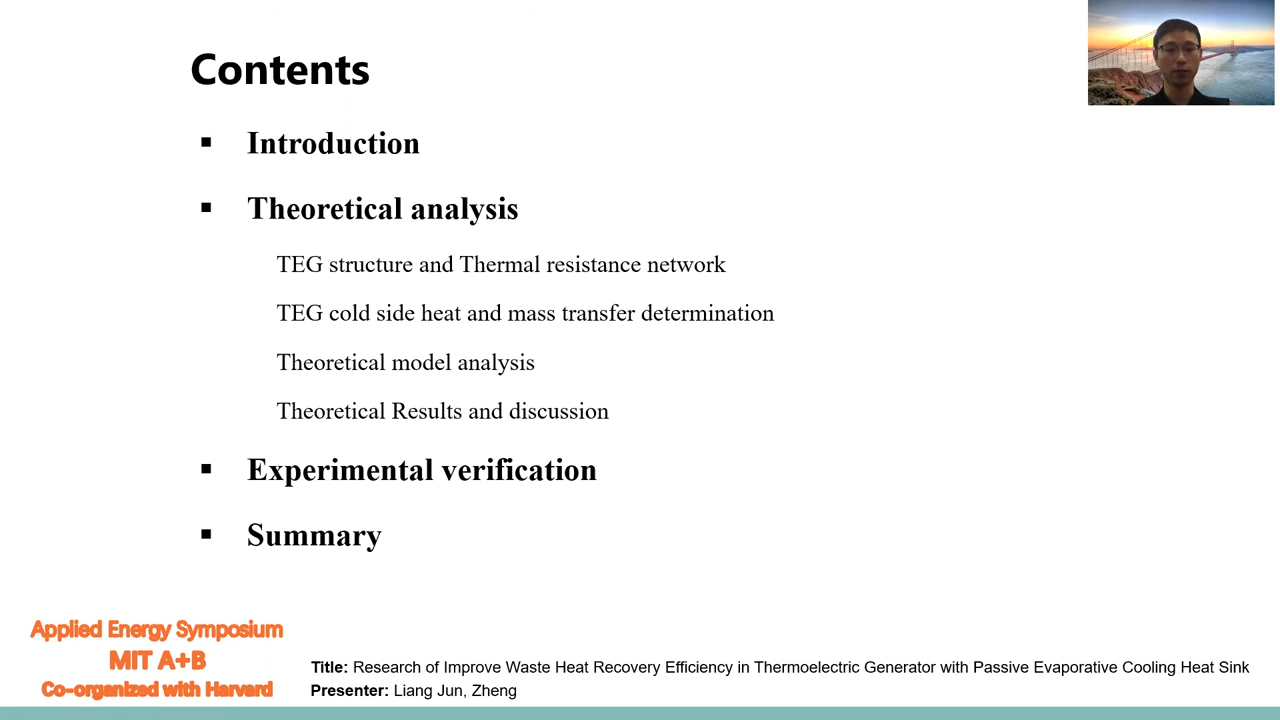 Contents
Introduction
Theoretical analysis
TEG structure and Thermal resistance network
TEG cold side heat and mass transfer determination
Theoretical model analysis
Theoretical Results and discussion
Experimental verification
Summary
Applied Energy Symposium
MIT A+B
Co-organized with Harvard
Title: Research of Improve Waste Heat Recovery Efficiency in Thermoelectric Generator with Passive Evaporative Cooling Heat Sink
Presenter: Liang Jun, Zheng